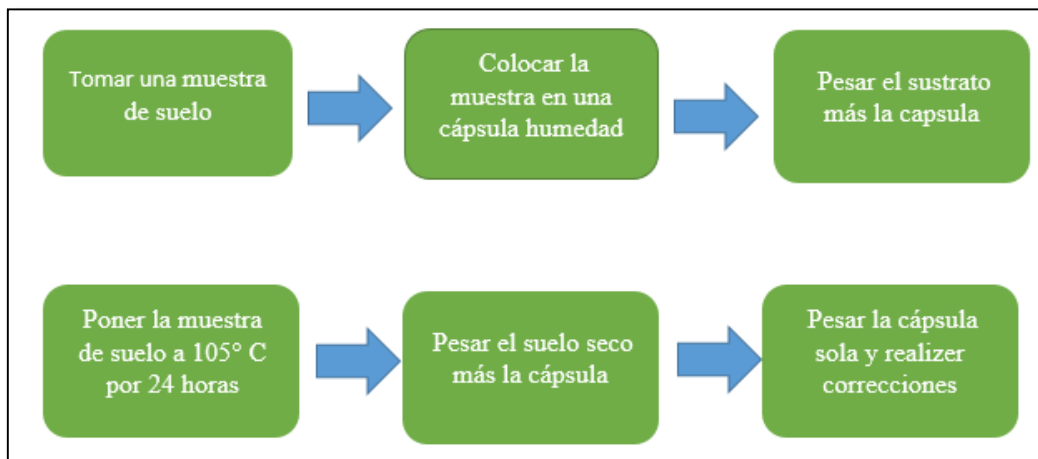 Tomar una muestra
de suelo
Colocar la
muestra en una
cápsula humedad
Pesar el sustrato
más la capsula
Poner la muestra
de suelo a 105° C
por 24 horas
Pesar el suelo seco
más la cápsula
Pesar la cápsula
sola y realizer
correcciones